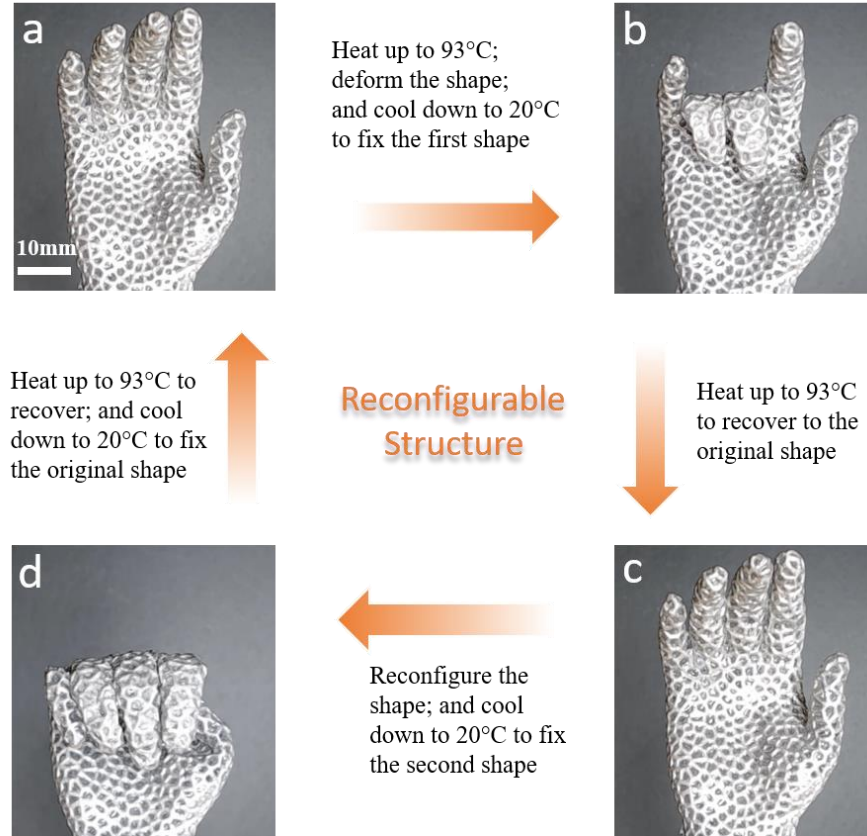 a
Heat up to 93°C;
deform the shape;
and cool down to 20°C
to fix the first shape
b
10mm
Heat up to 93°C to
recover; and cool
down to 20°C to fix
the original shape
Reconfigurable
Structure
Heat up to 93°C
to recover to the
original shape
d
Reconfigure the
shape; and cool
down to 20°C to fix
the second shape
c